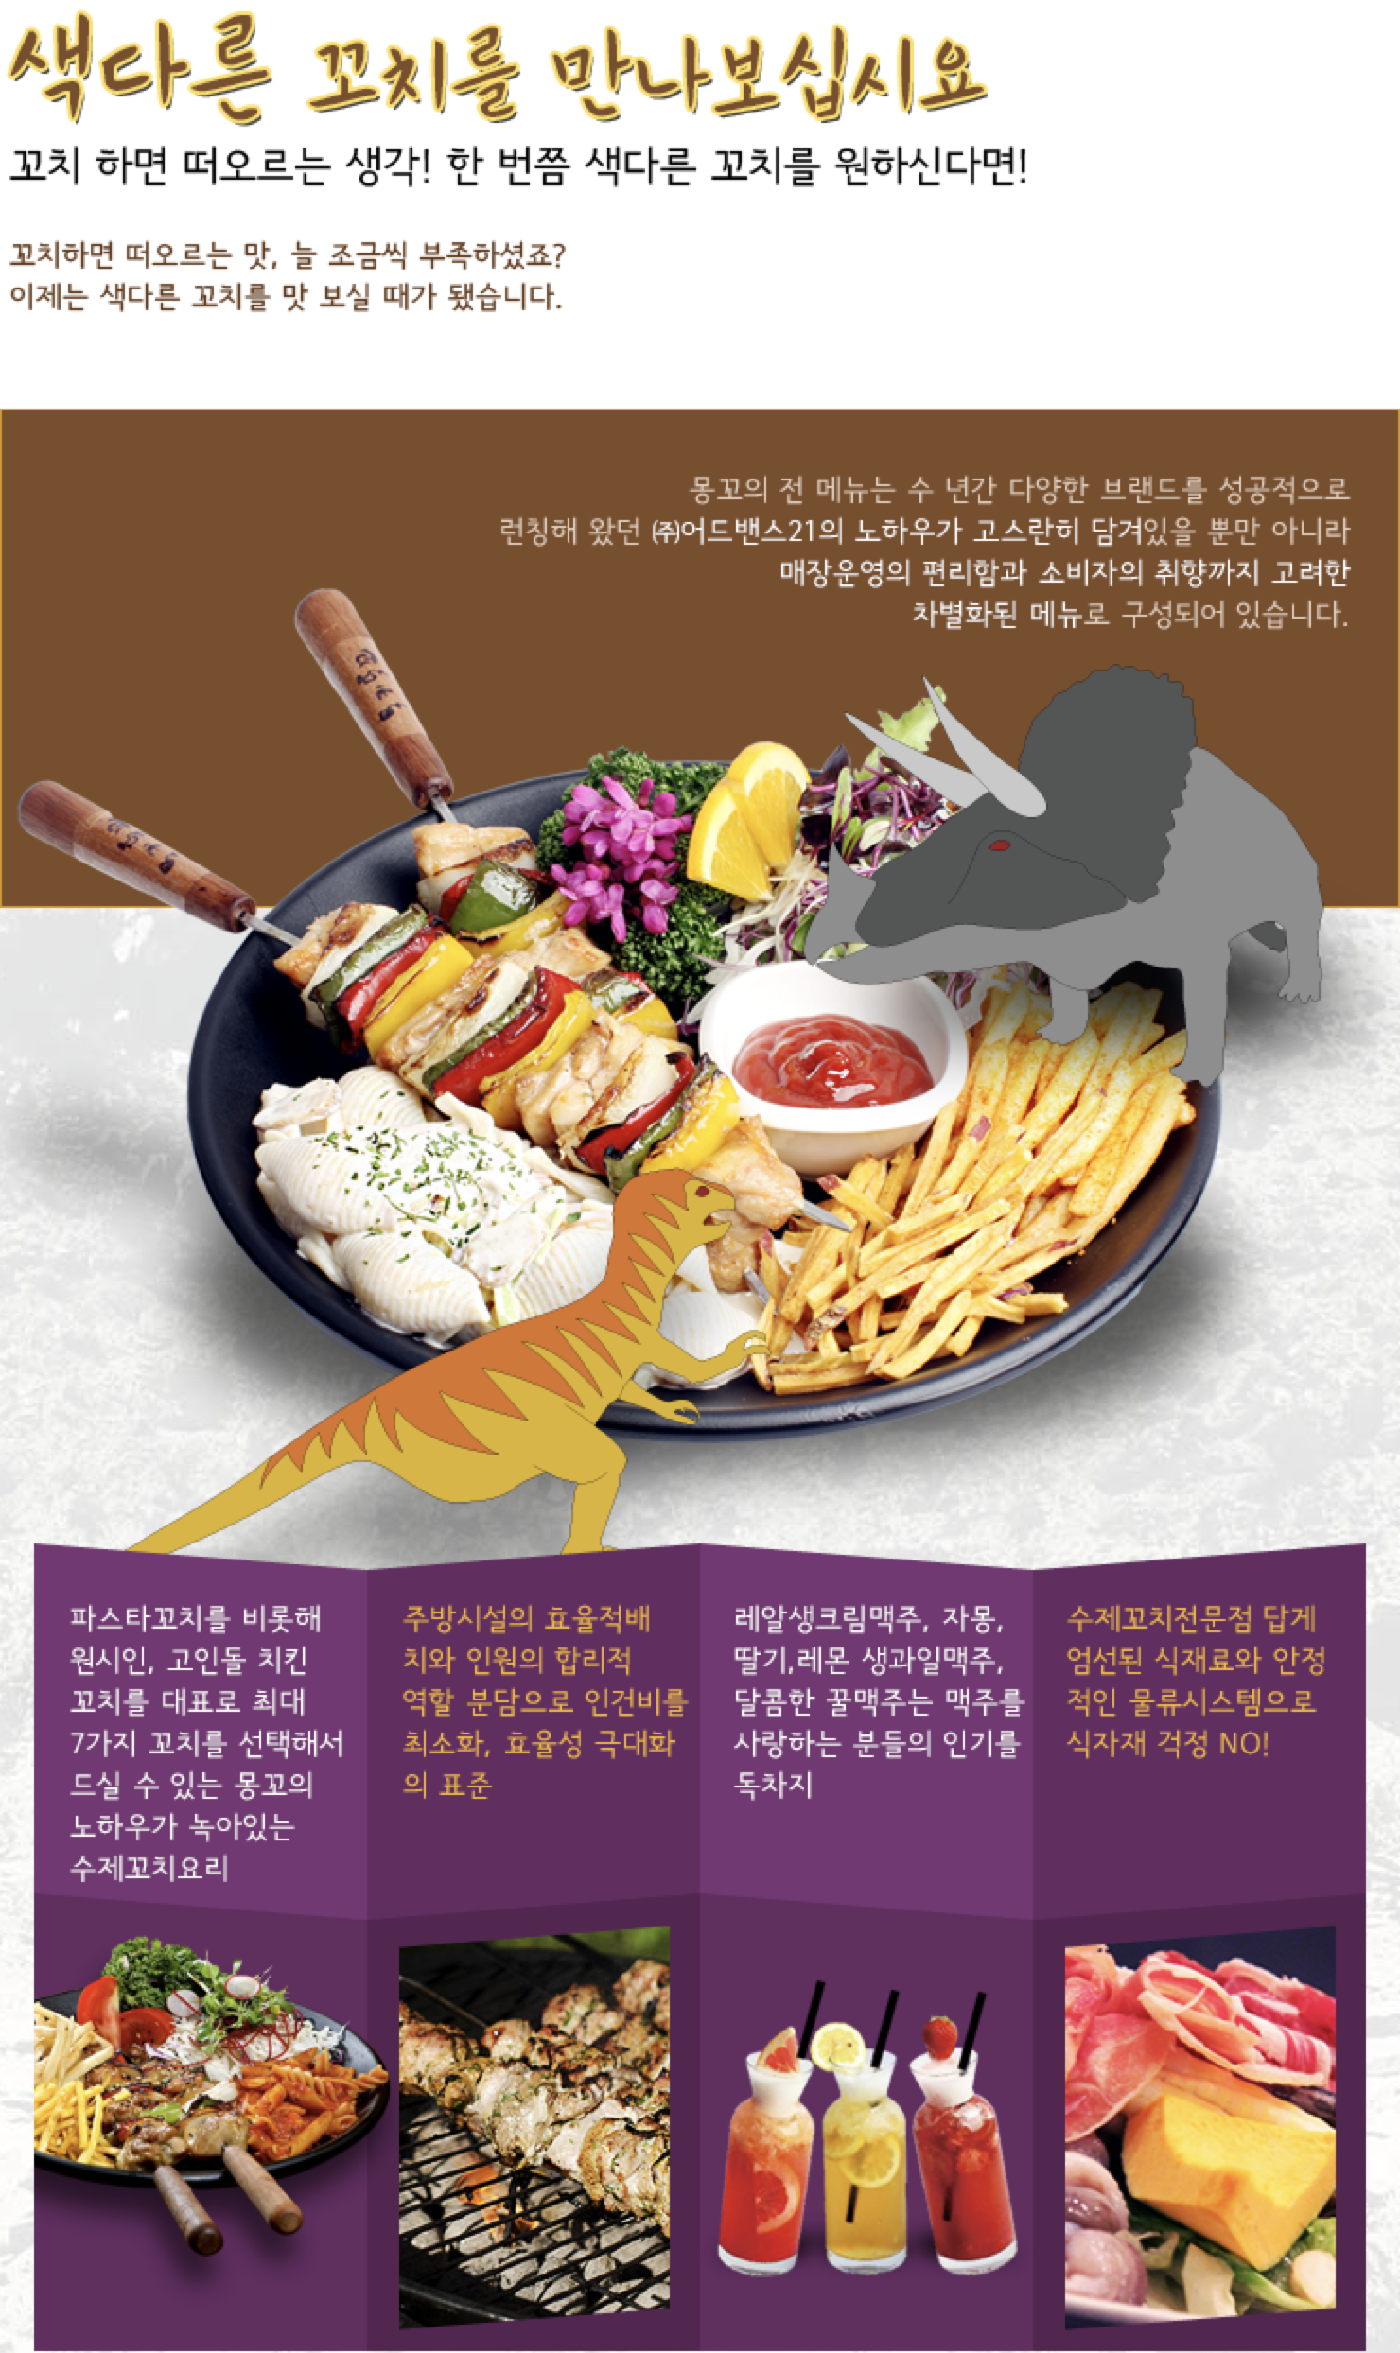 색다른 꼬치를 만나보십시요
꼬치 하면 떠오르는 생각! 한 번쯤 색다른 꼬치를 원하신다면!
꼬치하면 떠오르는 맛, 늘 조금씩 부족하셨죠?
이제는 색다른 꼬치를 맛 보실 때가 됐습니다.
몽꼬의 전 메뉴는 수 년간 다양한 브랜드를 성공적으로
런칭해 왔던 ㈜어드밴스21의 노하우가 고스란히 담겨있을 뿐만 아니라
매장운영의 편리함과 소비자의 취향까지 고려한
차별화된 메뉴로 구성되어 있습니다.
파스타꼬치를 비롯해
원시인, 고인돌 치킨
꼬치를 대표로 최대
7가지 꼬치를 선택해서
드실 수 있는 몽꼬의
노하우가 녹아있는
수제꼬치요리
주방시설의 효율적배
치와 인원의 합리적
역할 분담으로 인건비를
최소화, 효율성 극대화
의 표준
레알생크림맥주, 자몽,
딸기,레몬 생과일맥주,
달콤한 꿀맥주는 맥주를
사랑하는 분들의 인기를
독차지
수제꼬치전문점 답게
엄선된 식재료와 안정
적인 물류시스템으로
식자재 걱정 NO!